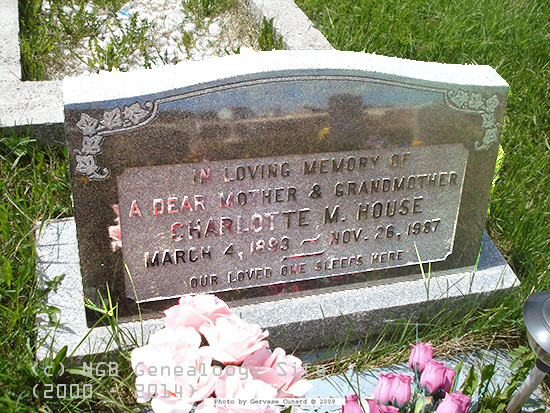 IN LOVING MEMORY OF
A DEAR MOTHER & GRANDMOTHER
CHARLOTTE M. HOUSE
MARCH 4, 1893 — NOV. 26, 1987
OUR LOVED ONE SLEEPS HERE
(c) NGB Genealogy Site
(2000 - 2014)
Photo by Gervase Cunard © 2009